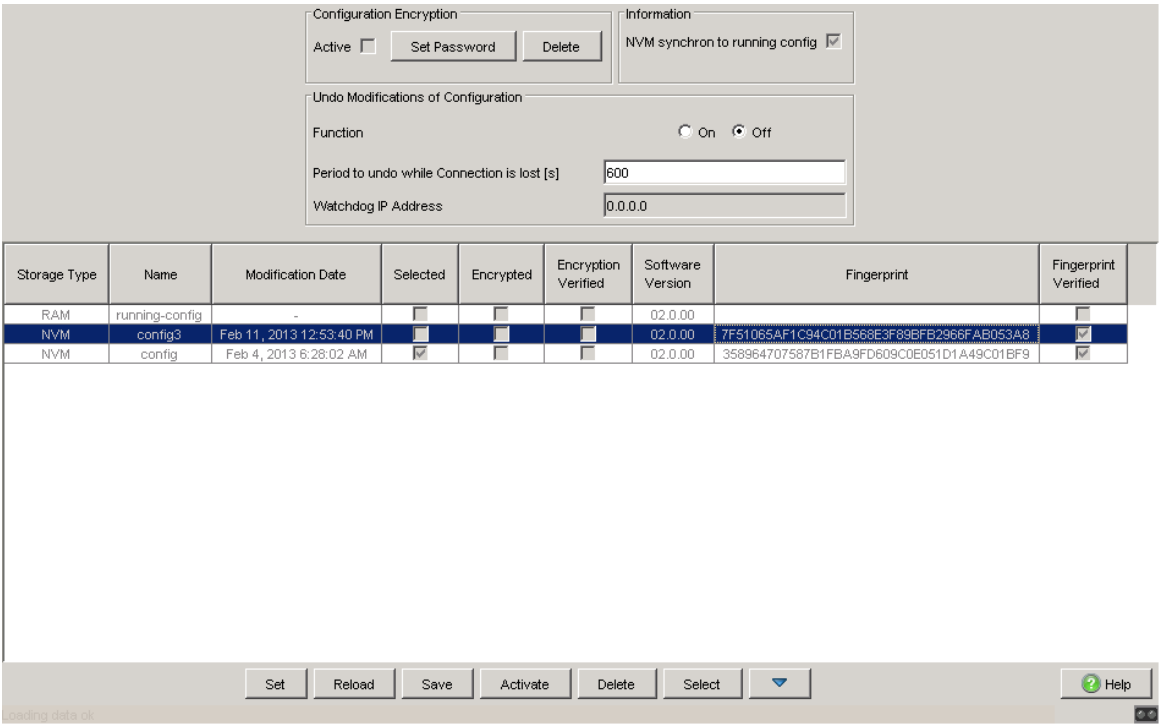 Configuration Encryption
Active Set Password Delete
Information
NVM synchron to running config
Undo Modifications of Configuration
Function On Off
Period to undo while Connection is lost [s] 600
Watchdog IP Address 0.0.0.0
Storage Type Name Modification Date Selected Encrypted Encryption Verified Software Version Fingerprint Fingerprint Verified
RAM running-config - 02.0.00
NVM config3 Feb 11, 2013 12:53:40 PM 02.0.00 7F51065AF1C94C01B568E3F89BFB2966FAB053A8
NVM config Feb 4, 2013 6:28:02 AM 02.0.00 358964707587B1FBA9FD609C0E051D1A49C01BF9
Set Reload Save Activate Delete Select Help
Loading data ok